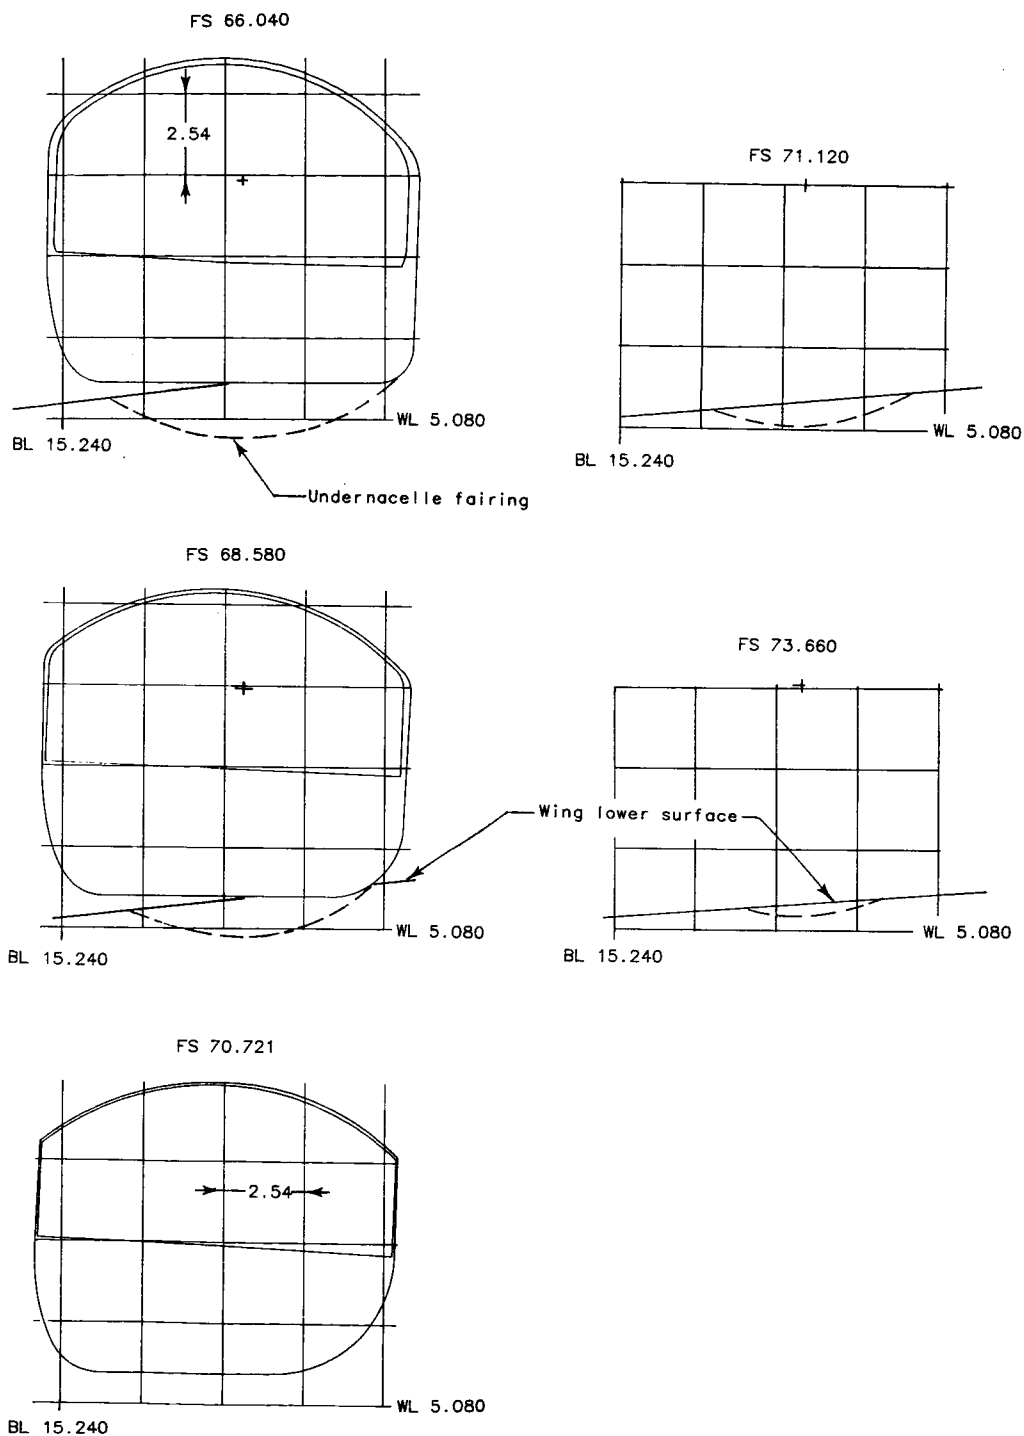 FS 66.040
2.54
WL 5.080
BL 15.240
Undernacelle fairing
FS 71.120
WL 5.080
BL 15.240
FS 68.580
WL 5.080
BL 15.240
FS 73.660
Wing lower surface
WL 5.080
BL 15.240
FS 70.721
2.54
WL 5.080
BL 15.240